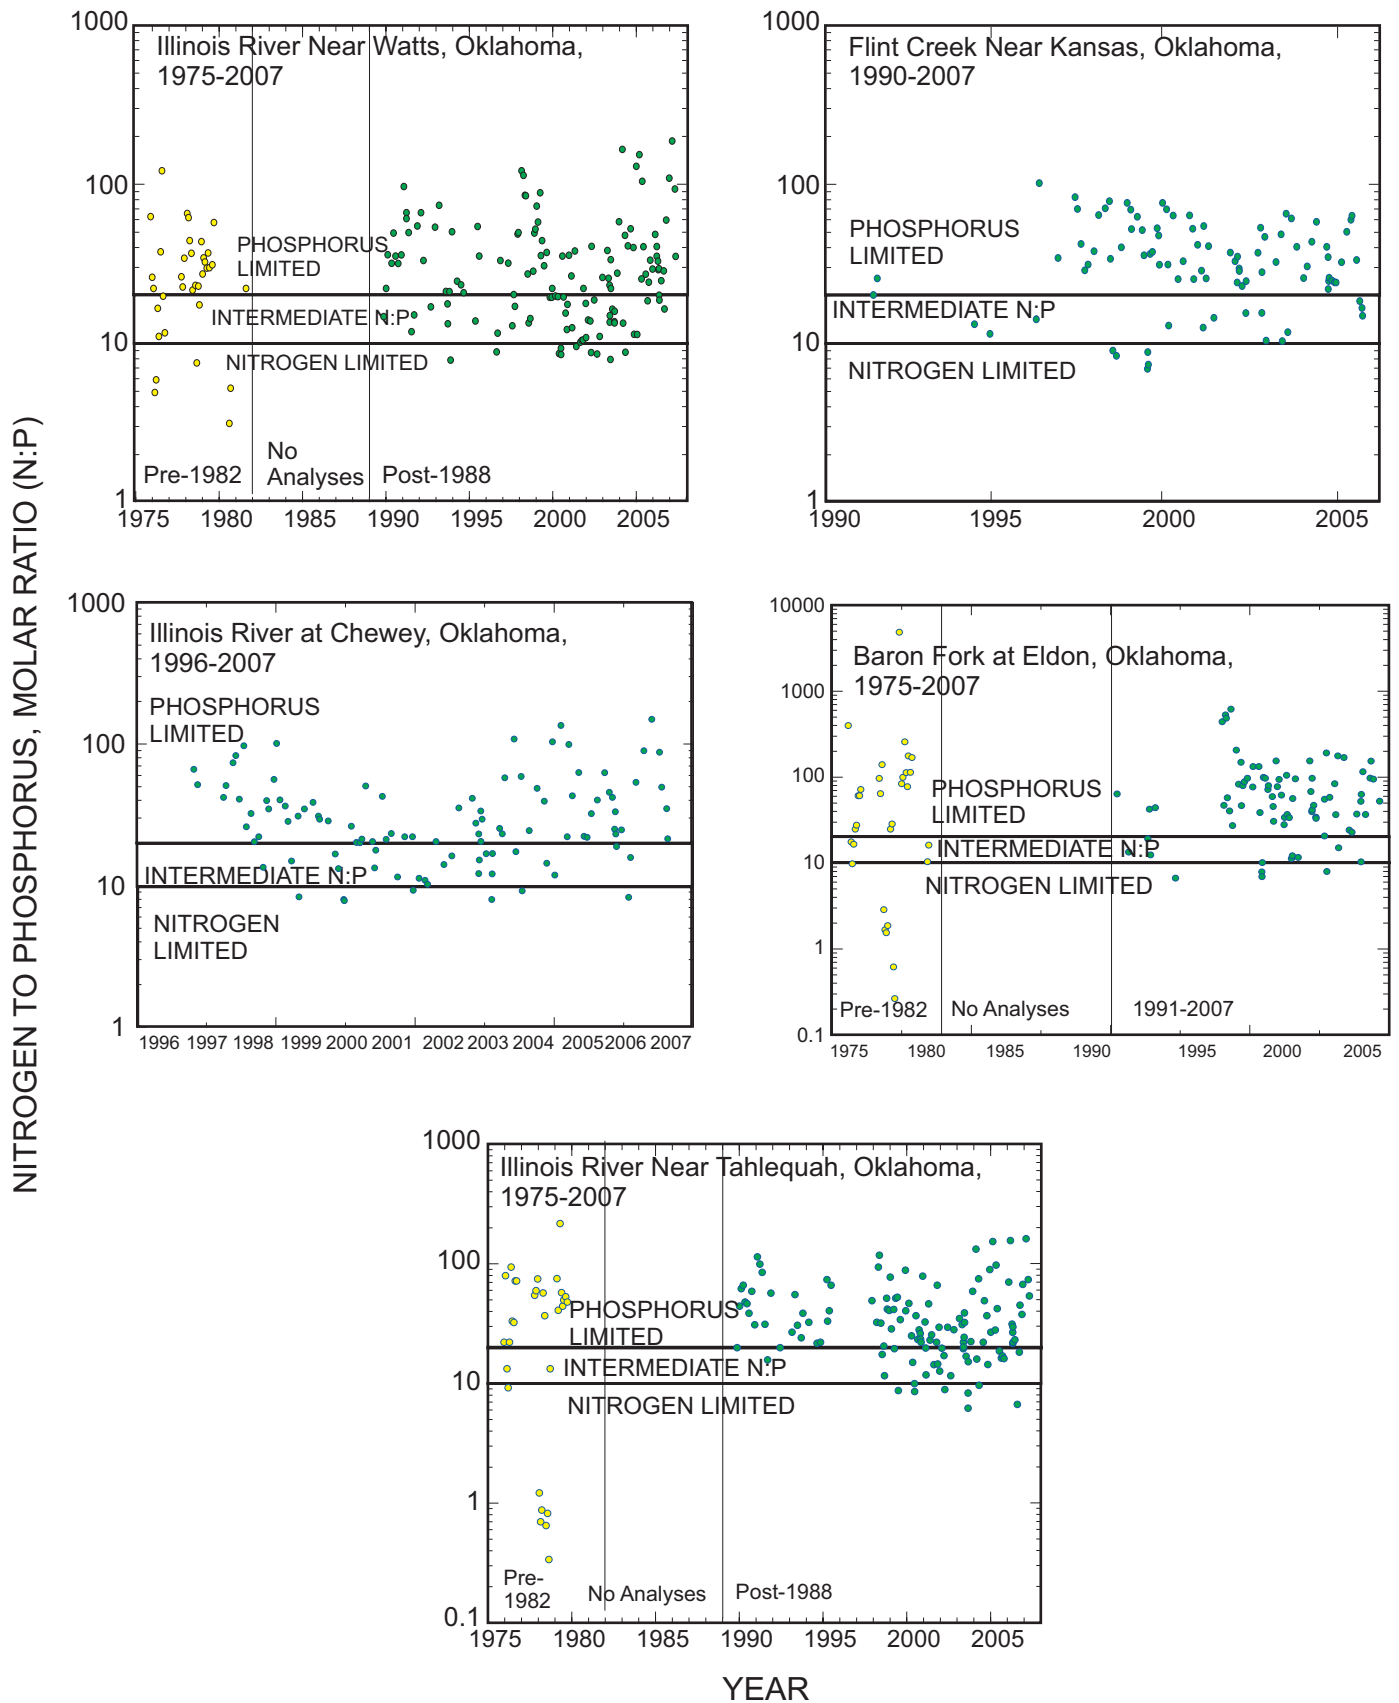 NITROGEN TO PHOSPHORUS, MOLAR RATIO (N:P)
Illinois River Near Watts, Oklahoma,
1975-2007
1000
100
10
1
PHOSPHORUS
LIMITED
INTERMEDIATE N:P
NITROGEN LIMITED
Pre-1982
No
Analyses
Post-1988
1975 1980 1985 1990 1995 2000 2005
Flint Creek Near Kansas, Oklahoma,
1990-2007
1000
100
10
1
PHOSPHORUS
LIMITED
INTERMEDIATE N:P
NITROGEN LIMITED
1990 1995 2000 2005
Illinois River at Chewey, Oklahoma,
1996-2007
1000
100
10
1
PHOSPHORUS
LIMITED
INTERMEDIATE N:P
NITROGEN
LIMITED
1996 1997 1998 1999 2000 2001 2002 2003 2004 2005 2006 2007
Baron Fork at Eldon, Oklahoma,
1975-2007
10000
1000
100
10
1
0.1
PHOSPHORUS
LIMITED
INTERMEDIATE N:P
NITROGEN LIMITED
Pre-1982 No Analyses 1991-2007
1975 1980 1985 1990 1995 2000 2005
Illinois River Near Tahlequah, Oklahoma,
1975-2007
1000
100
10
1
0.1
PHOSPHORUS
LIMITED
INTERMEDIATE N:P
NITROGEN LIMITED
Pre-
1982
No Analyses
Post-1988
1975 1980 1985 1990 1995 2000 2005
YEAR